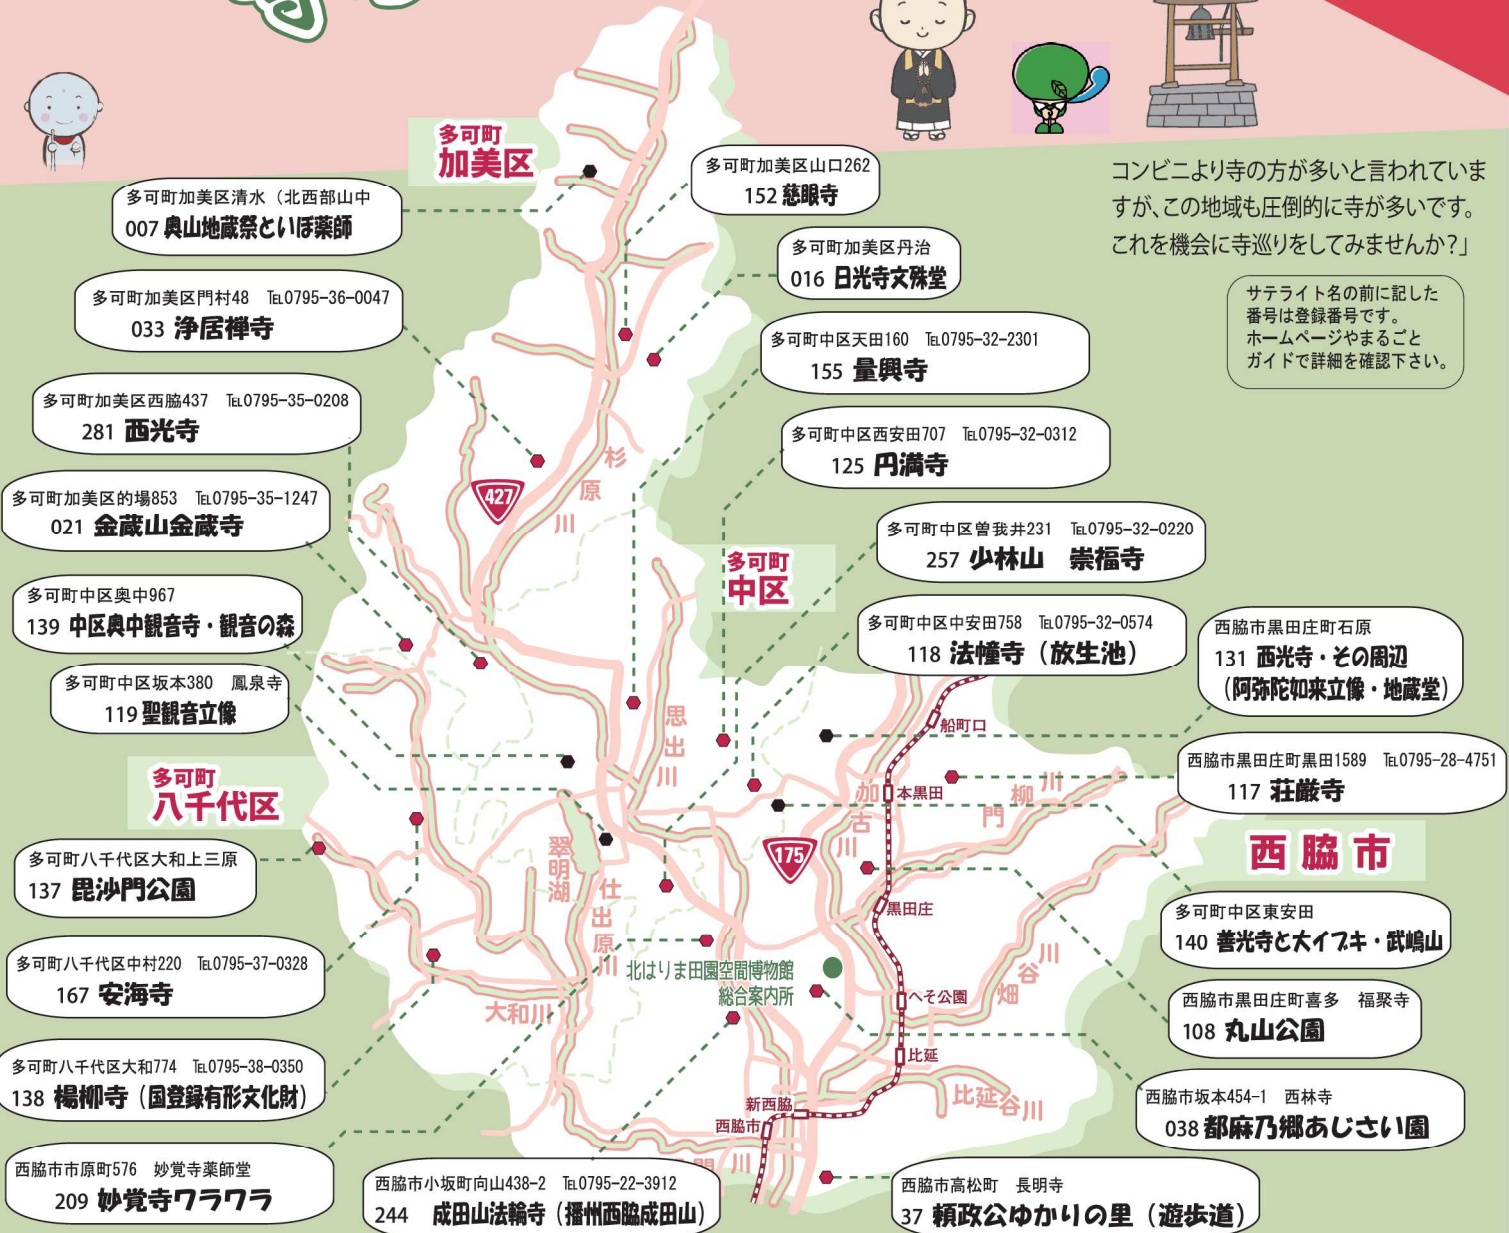 コンビニより寺の方が多いと言われていま
すが、この地域も圧倒的に寺が多いです。
これを機会に寺巡りをしてみませんか?」
サテライト名の前に記した
番号は登録番号です。
ホームページやまるごと
ガイドで詳細を確認下さい。
多可町
加美区
多可町加美区清水（北西部山中
007 奥山地蔵祭といぼ薬師
多可町加美区門村48 ℡0795-36-0047
033 浄居禅寺
多可町加美区西脇437 ℡0795-35-0208
281 西光寺
多可町加美区的場853 ℡0795-35-1247
021 金蔵山金蔵寺
多可町中区奥中967
139 中区奥中観音寺・観音の森
多可町中区坂本380 鳳泉寺
119 聖観音立像
多可町
八千代区
多可町八千代区大和上三原
137 毘沙門公園
多可町八千代区中村220 ℡0795-37-0328
167 安海寺
多可町八千代区大和774 ℡0795-38-0350
138 楊柳寺（国登録有形文化財）
西脇市市原町576 妙覚寺薬師堂
209 妙覚寺ワラワラ
西脇市小坂町向山438-2 ℡0795-22-3912
244 成田山法輪寺（播州西脇成田山）
多可町加美区山口262
152 慈眼寺
多可町加美区丹治
016 日光寺文殊堂
多可町中区天田160 ℡0795-32-2301
155 量興寺
多可町中区西安田707 ℡0795-32-0312
125 円満寺
多可町
中区
多可町中区曽我井231 ℡0795-32-0220
257 少林山 崇福寺
多可町中区中安田758 ℡0795-32-0574
118 法幢寺（放生池）
西脇市黒田庄町石原
131 西光寺・その周辺
（阿弥陀如来立像・地蔵堂）
西脇市黒田庄町黒田1589 ℡0795-28-4751
117 荘厳寺
西脇市
多可町中区東安田
140 善光寺と大イブキ・武嶋山
西脇市黒田庄町喜多 福聚寺
108 丸山公園
西脇市坂本454-1 西林寺
038 都麻乃郷あじさい園
西脇市高松町 長明寺
37 頼政公ゆかりの里（遊歩道）
427
杉原川
思出川
175
加古川
門柳川
翠明湖
仕出原川
大和川
畑谷川
比延谷川
川
北はりま田園空間博物館
総合案内所
船町口
本黒田
黒田庄
へそ公園
比延
新西脇
西脇市